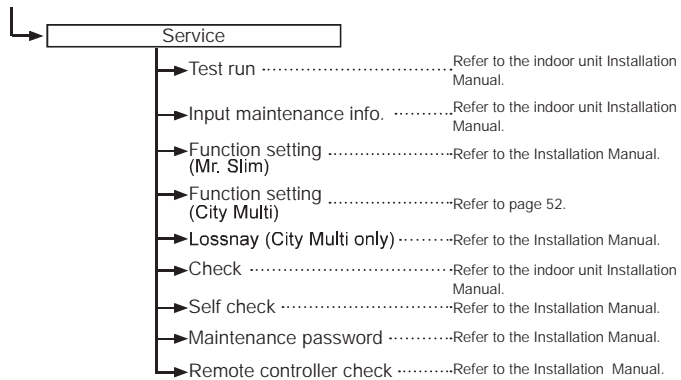 Service
Test run Refer to the indoor unit Installation
Manual.
Input maintenance info. Refer to the indoor unit Installation
Manual.
Function setting Refer to the Installation Manual.
(Mr. Slim)
Function setting Refer to page 52.
(City Multi)
Lossnay (City Multi only) Refer to the Installation Manual.
Check Refer to the indoor unit Installation
Manual.
Self check Refer to the Installation Manual.
Maintenance password Refer to the Installation Manual.
Remote controller check Refer to the Installation Manual.